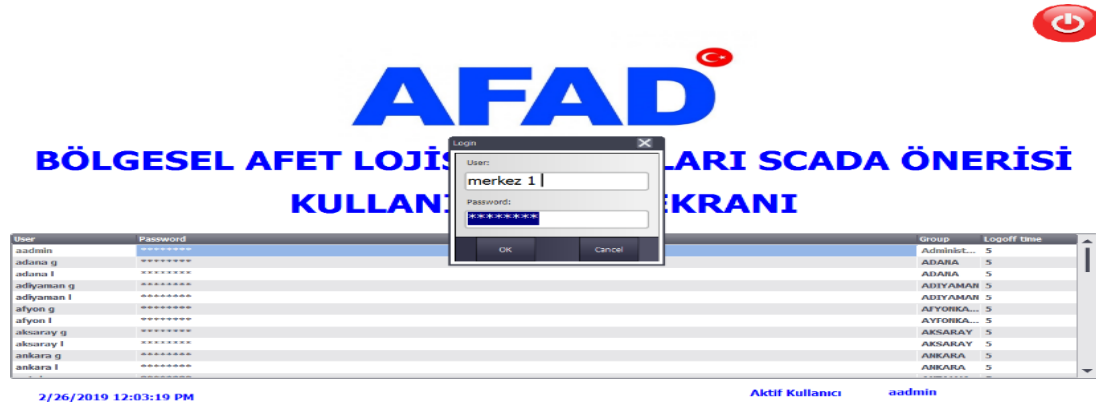 AFAD
BÖLGESEL AFET LOJİS ARI SCADA ÖNERİSİ
KULLANI EKRANI
Login
User:
merkez 1
Password:
********
OK Cancel
User Password Group Logoff time
aadmin ******** Administ... 5
adana g ******** ADANA 5
adana l ******** ADANA 5
adiyaman g ******** ADIYAMAN 5
adiyaman l ******** ADIYAMAN 5
afyon g ******** AFYONKA... 5
afyon l ******** AYFONKA... 5
aksaray g ******** AKSARAY 5
aksaray l ******** AKSARAY 5
ankara g ******** ANKARA 5
ankara l ******** ANKARA 5
2/26/2019 12:03:19 PM Aktif Kullanıcı aadmin